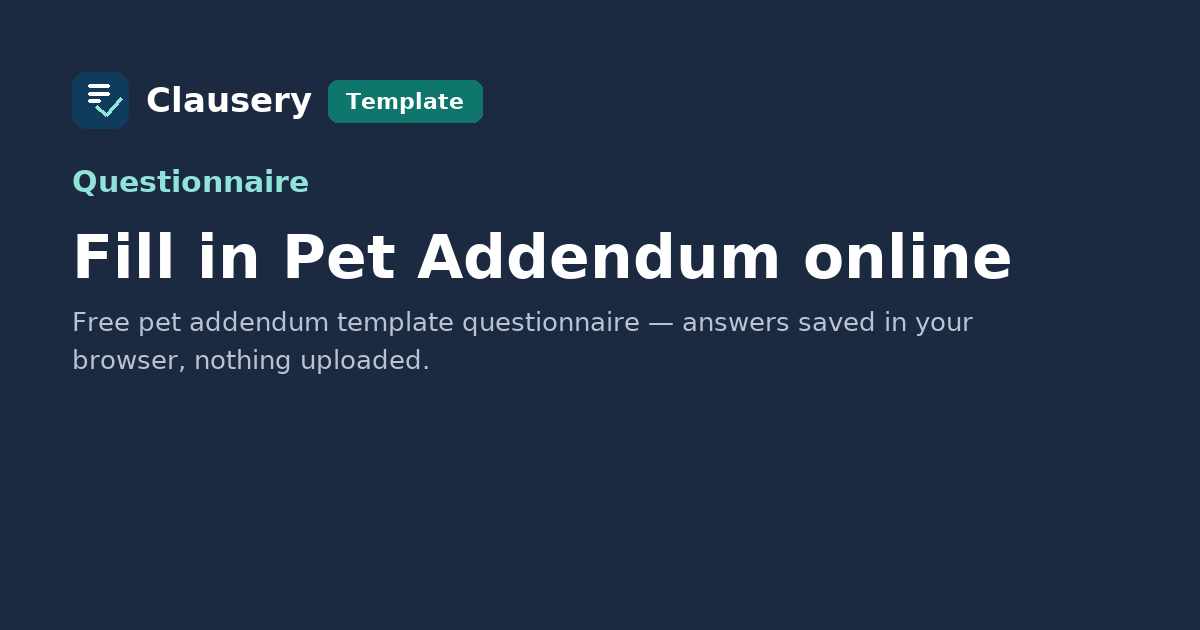 Clausery
Template
Questionnaire
Fill in Pet Addendum online
Free pet addendum template questionnaire — answers saved in your
browser, nothing uploaded.